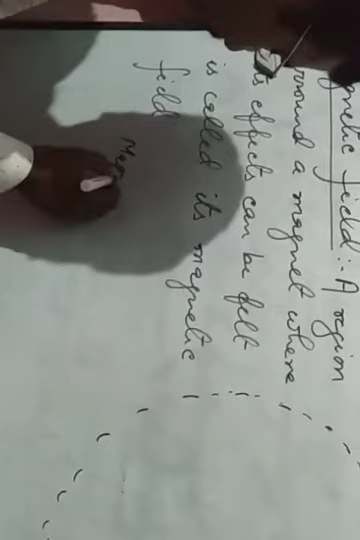 gnetic field:- A region
around a magnet where
its effects can be felt
is called its magnetic
field